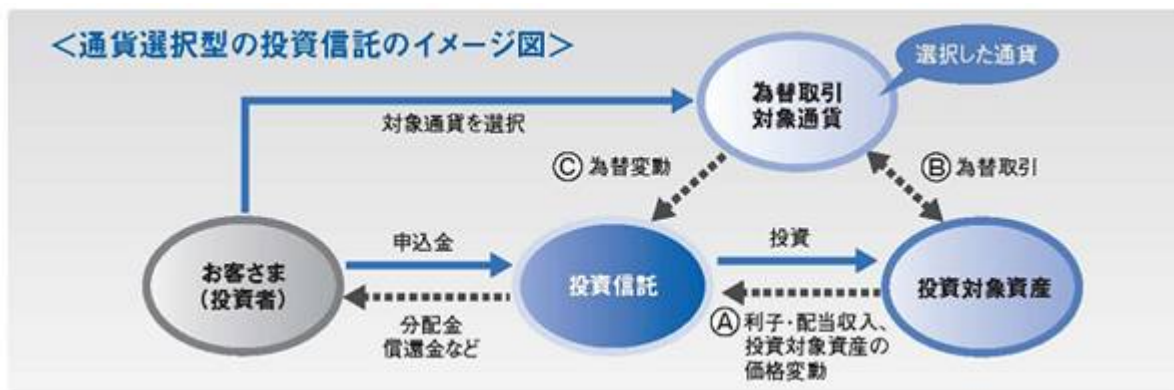 ＜通貨選択型の投資信託のイメージ図＞
選択した通貨
為替取引
対象通貨
対象通貨を選択
Ⓒ 為替変動
Ⓑ 為替取引
お客さま
（投資者）
申込金
分配金
償還金など
投資信託
投資
Ⓐ 利子・配当収入、
投資対象資産の
価格変動
投資対象資産